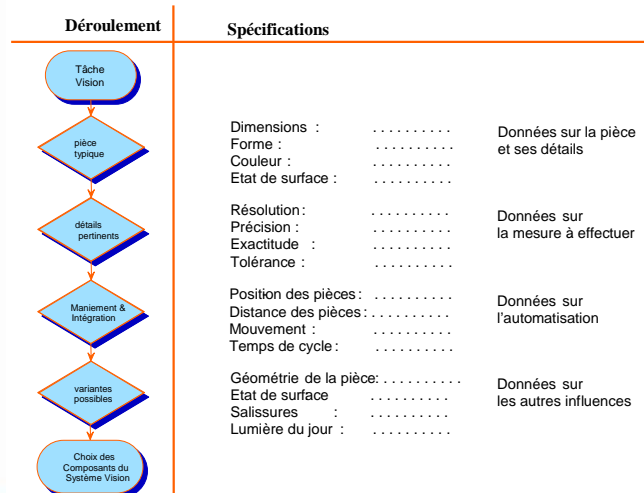 Déroulement
Spécifications
Tâche
Vision
pièce
typique
détails
pertinents
Maniement &
Intégration
variantes
possibles
Choix des
Composants du
Système Vision
Dimensions : . . . . . . . . . .
Forme : . . . . . . . . . .
Couleur : . . . . . . . . . .
Etat de surface : . . . . . . . . . .
Données sur la pièce
et ses détails
Résolution : . . . . . . . . . .
Précision : . . . . . . . . . .
Exactitude : . . . . . . . . . .
Tolérance : . . . . . . . . . .
Données sur
la mesure à effectuer
Position des pièces : . . . . . . . . . .
Distance des pièces : . . . . . . . . . .
Mouvement : . . . . . . . . . .
Temps de cycle : . . . . . . . . . .
Données sur
l'automatisation
Géométrie de la pièce: . . . . . . . . . .
Etat de surface . . . . . . . . . .
Salissures : . . . . . . . . . .
Lumière du jour : . . . . . . . . . .
Données sur
les autres influences